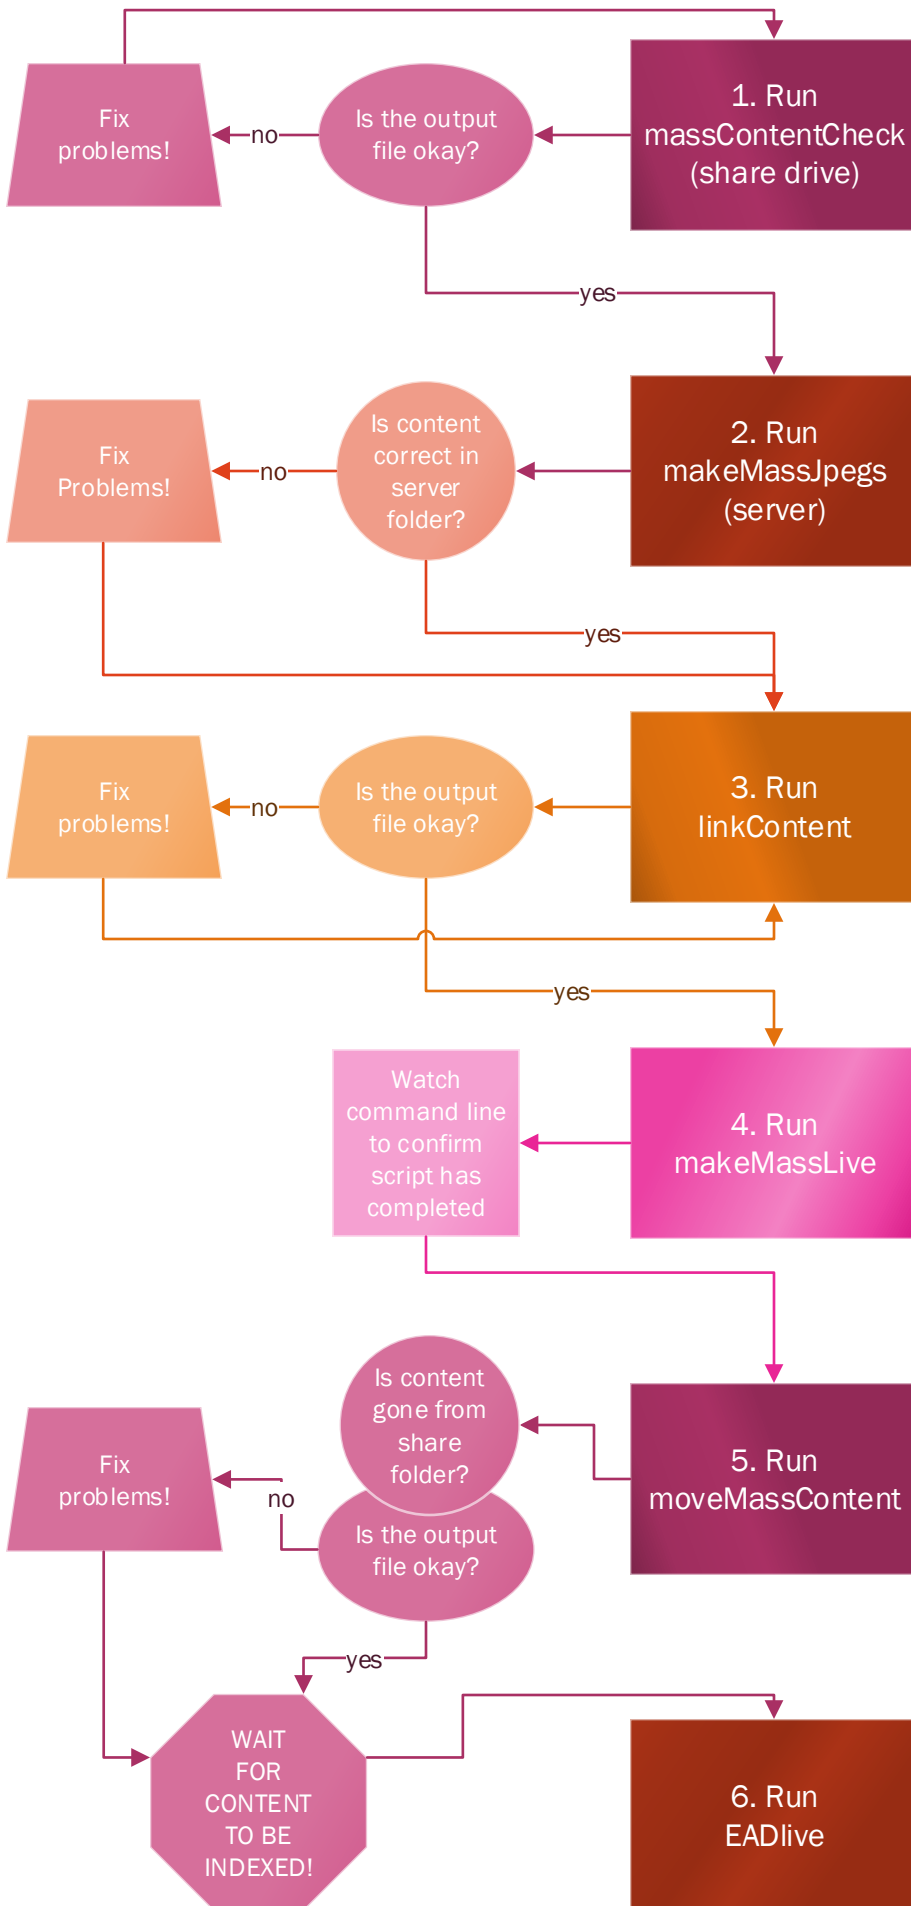 Fix
problems!
no
Is the output
file okay?
1. Run
massContentCheck
(share drive)
yes
Fix
Problems!
no
Is content
correct in
server
folder?
2. Run
makeMassJpegs
(server)
yes
Fix
problems!
no
Is the output
file okay?
3. Run
linkContent
yes
Watch
command line
to confirm
script has
completed
4. Run
makeMassLive
Is content
gone from
share
folder?
Fix
problems!
no
Is the output
file okay?
5. Run
moveMassContent
yes
WAIT
FOR
CONTENT
TO BE
INDEXED!
6. Run
EADlive